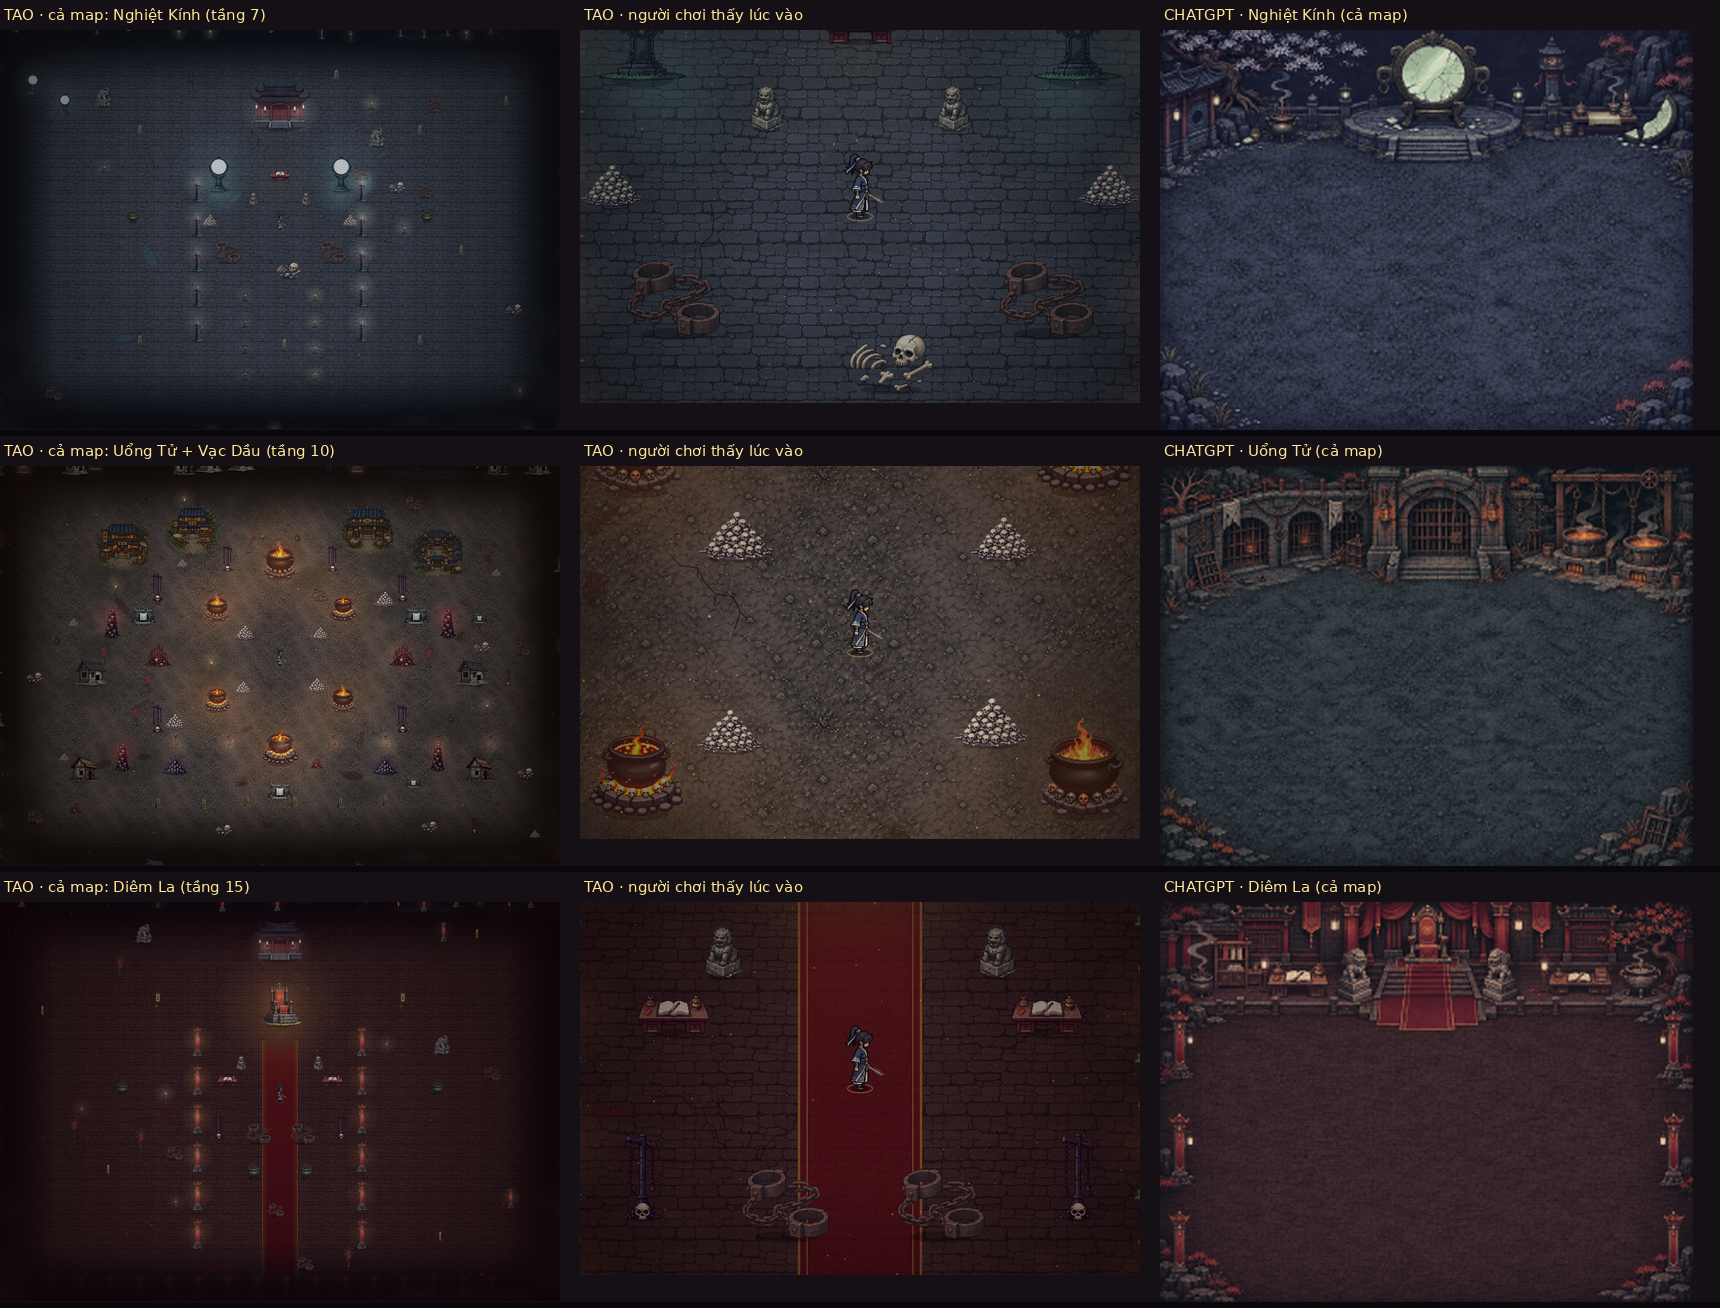 TAO · cả map: Nghiệt Kính (tầng 7)
TAO · người chơi thấy lúc vào
CHATGPT · Nghiệt Kính (cả map)
TAO · cả map: Uổng Tử + Vạc Dầu (tầng 10)
TAO · người chơi thấy lúc vào
CHATGPT · Uổng Tử (cả map)
TAO · cả map: Diêm La (tầng 15)
TAO · người chơi thấy lúc vào
CHATGPT · Diêm La (cả map)